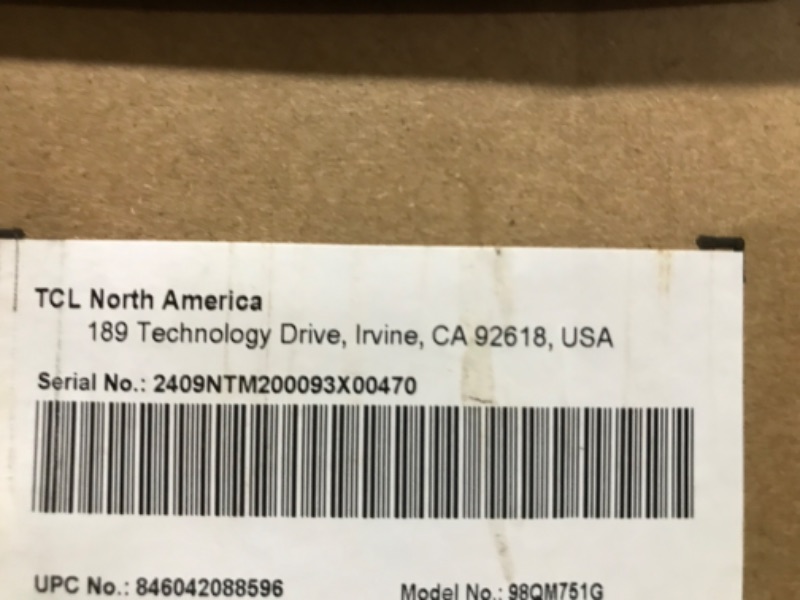 TCL North America
189 Technology Drive, Irvine, CA 92618, USA
Serial No.: 2409NTM200093X00470
UPC No.: 846042088596 Model No.: 98QM751G